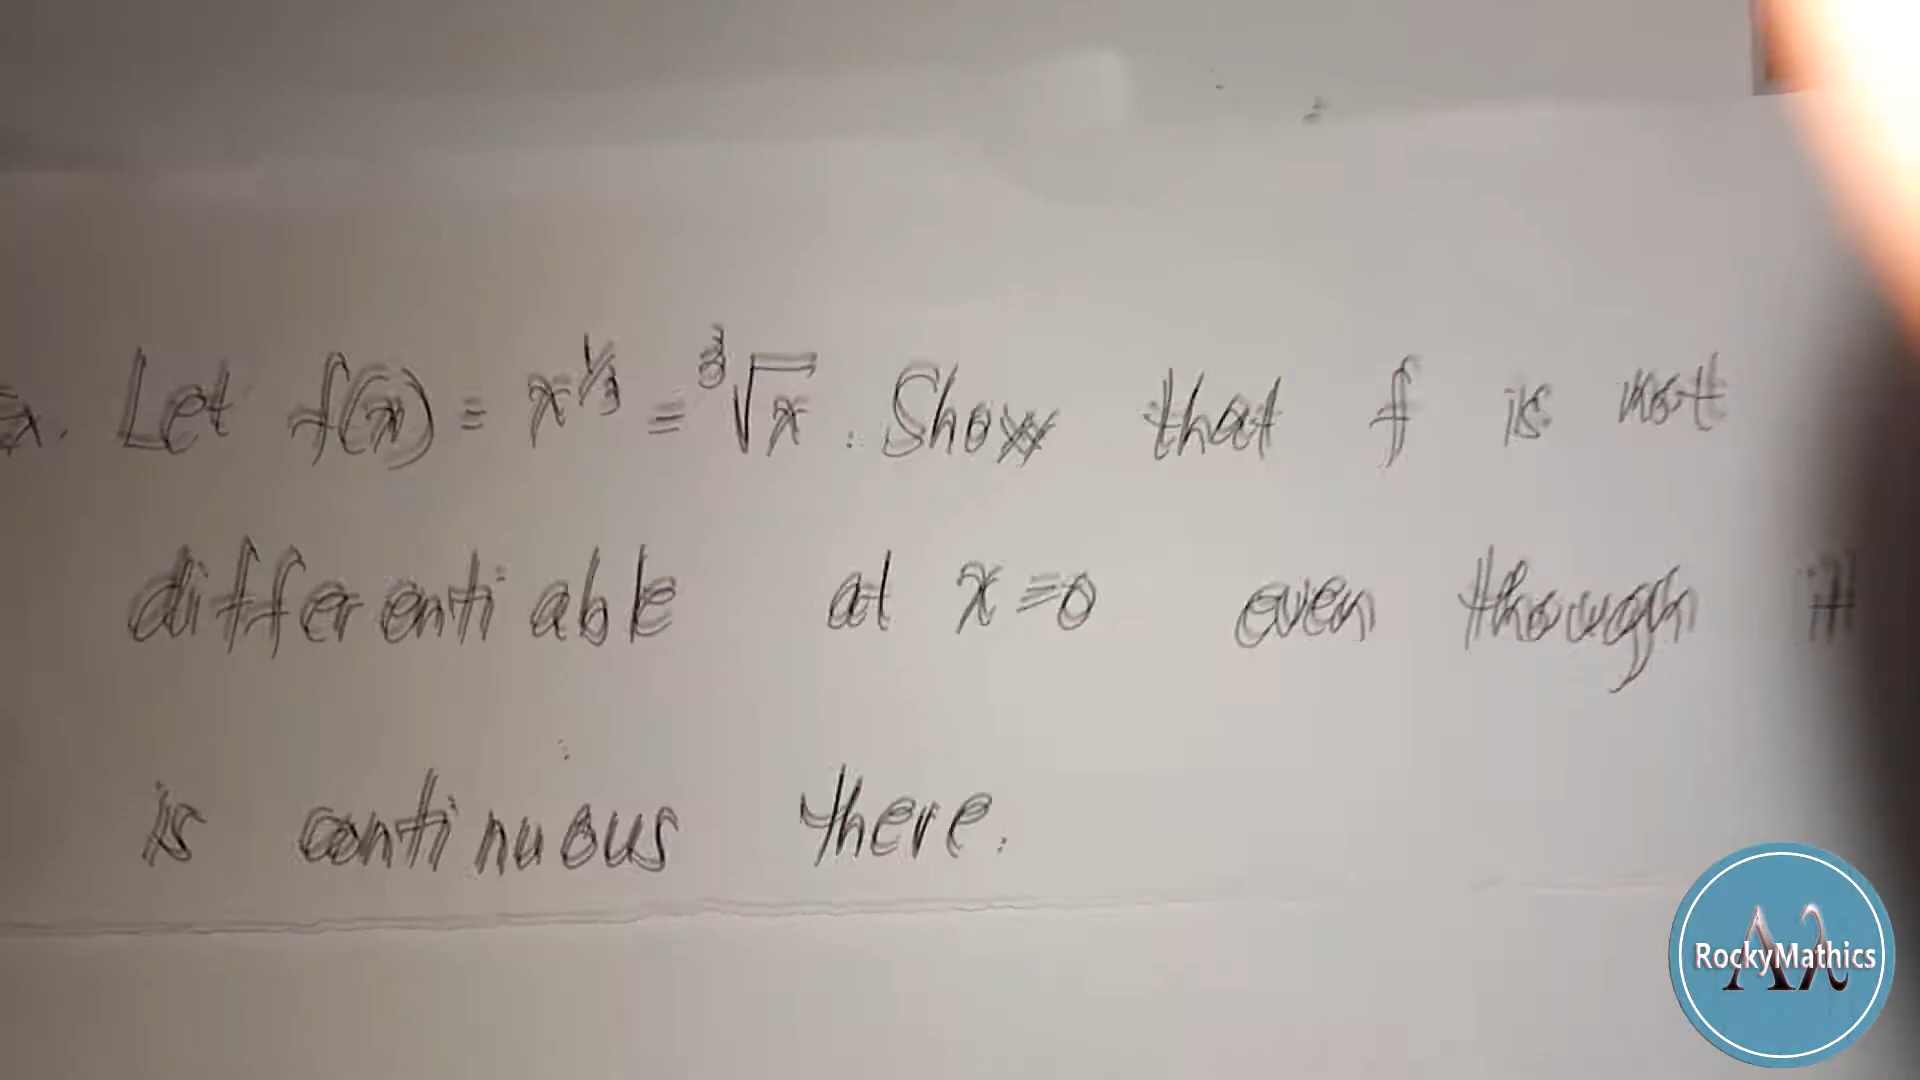 Ex. Let f(x) = x^{1/3} = ∛x. Show that f is not
differentiable at x=0 even though it
is continuous there.
RockyMathics